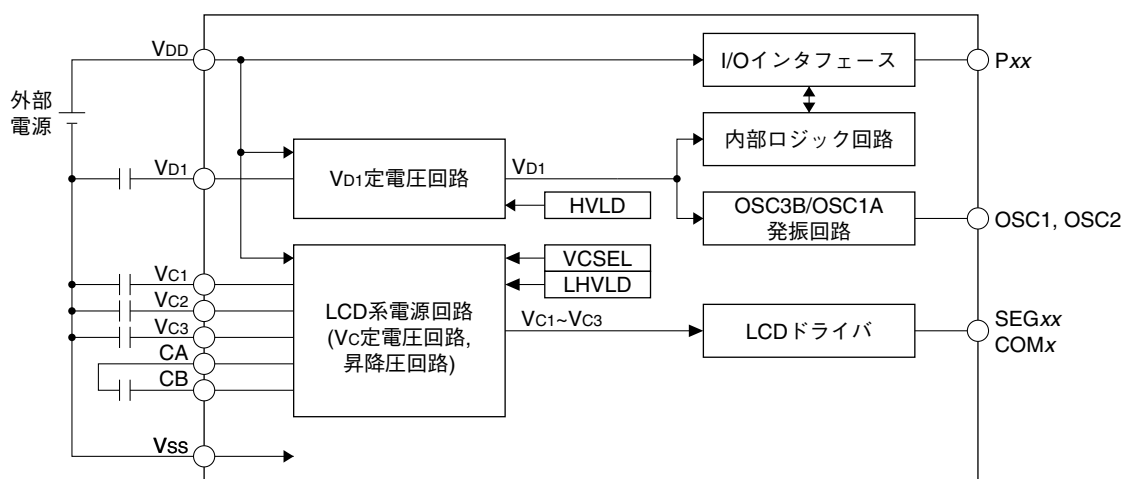 外部
電源
VDD
VD1
VC1
VC2
VC3
CA
CB
VSS
VD1定電圧回路
VD1
HVLD
LCD系電源回路
(VC定電圧回路,
昇降圧回路)
VCSEL
LHVLD
VC1~VC3
I/Oインタフェース
内部ロジック回路
OSC3B/OSC1A
発振回路
LCDドライバ
Pxx
OSC1, OSC2
SEGxx
COMx